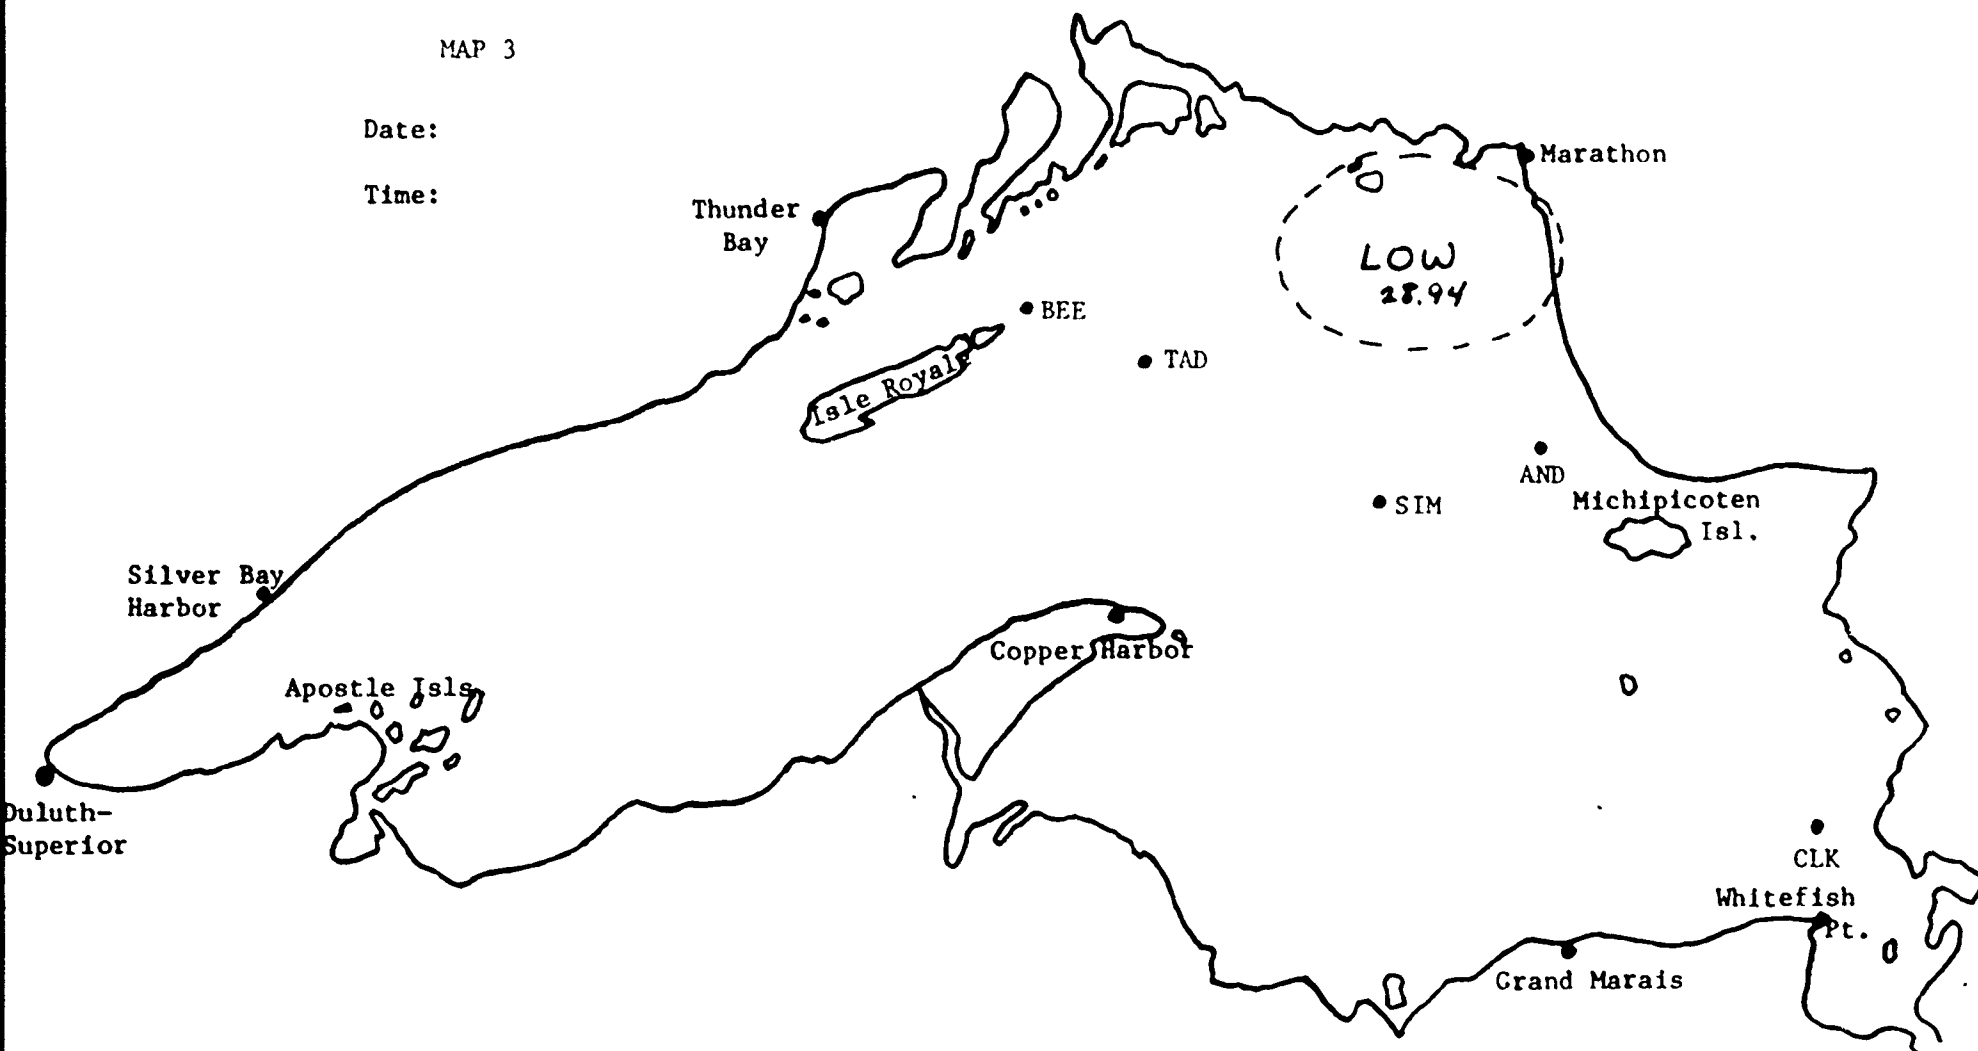 MAP 3
Date:
Time:
Marathon
Thunder
Bay
LOW
28.94
BEE
TAD
Isle Royale
AND
SIM
Michipicoten
Isl.
Silver Bay
Harbor
Copper Harbor
Apostle Isls.
Duluth-
Superior
CLK
Whitefish
Pt.
Grand Marais